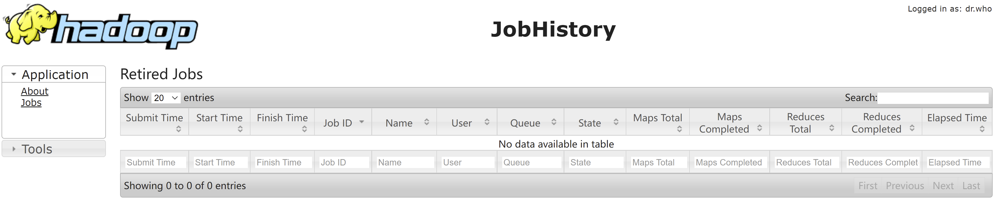 hadoop
JobHistory
Logged in as: dr.who
Application
About
Jobs
Tools
Retired Jobs
Show 20 entries
Search:
Submit Time Start Time Finish Time Job ID Name User Queue State Maps Total Maps Completed Reduces Total Reduces Completed Elapsed Time
No data available in table
Submit Time Start Time Finish Time Job ID Name User Queue State Maps Total Maps Completed Reduces Total Reduces Complet Elapsed Time
Showing 0 to 0 of 0 entries
First Previous Next Last